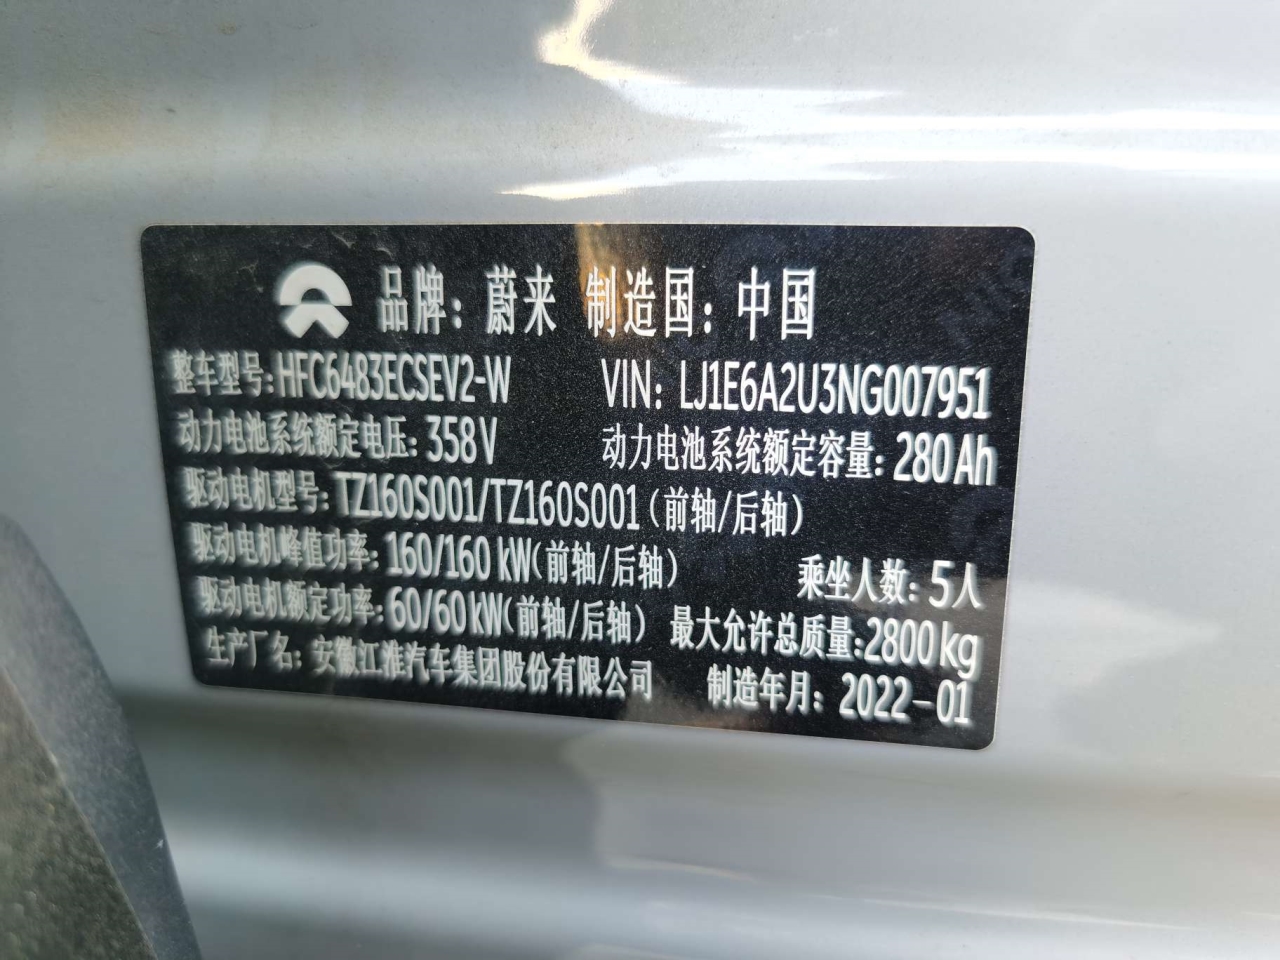 品牌：蔚来 制造国：中国
整车型号：HFC6483ECSEV2-W VIN：LJ1E6A2U3NG007951
动力电池系统额定电压：358V 动力电池系统额定容量：280Ah
驱动电机型号：TZ160S001/TZ160S001（前轴/后轴）
驱动电机峰值功率：160/160 kW（前轴/后轴） 乘坐人数：5人
驱动电机额定功率：60/60 kW（前轴/后轴） 最大允许总质量：2800kg
生产厂名：安徽江淮汽车集团股份有限公司 制造年月：2022-01